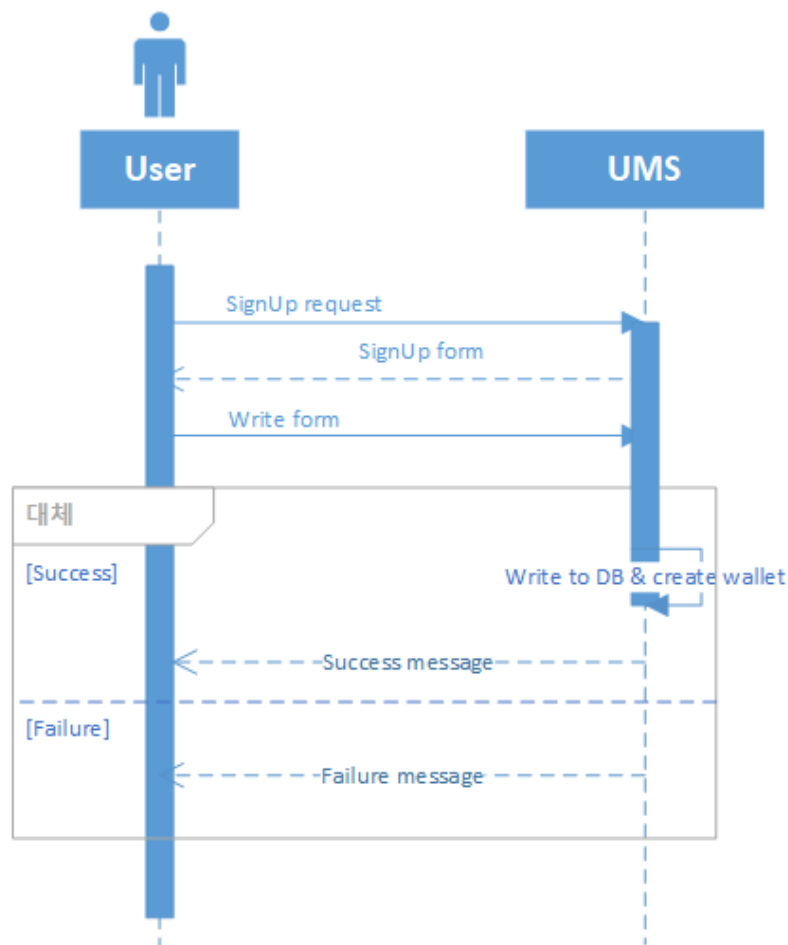 User
UMS
SignUp request
SignUp form
Write form
대체
[Success]
Write to DB & create wallet
Success message
[Failure]
Failure message